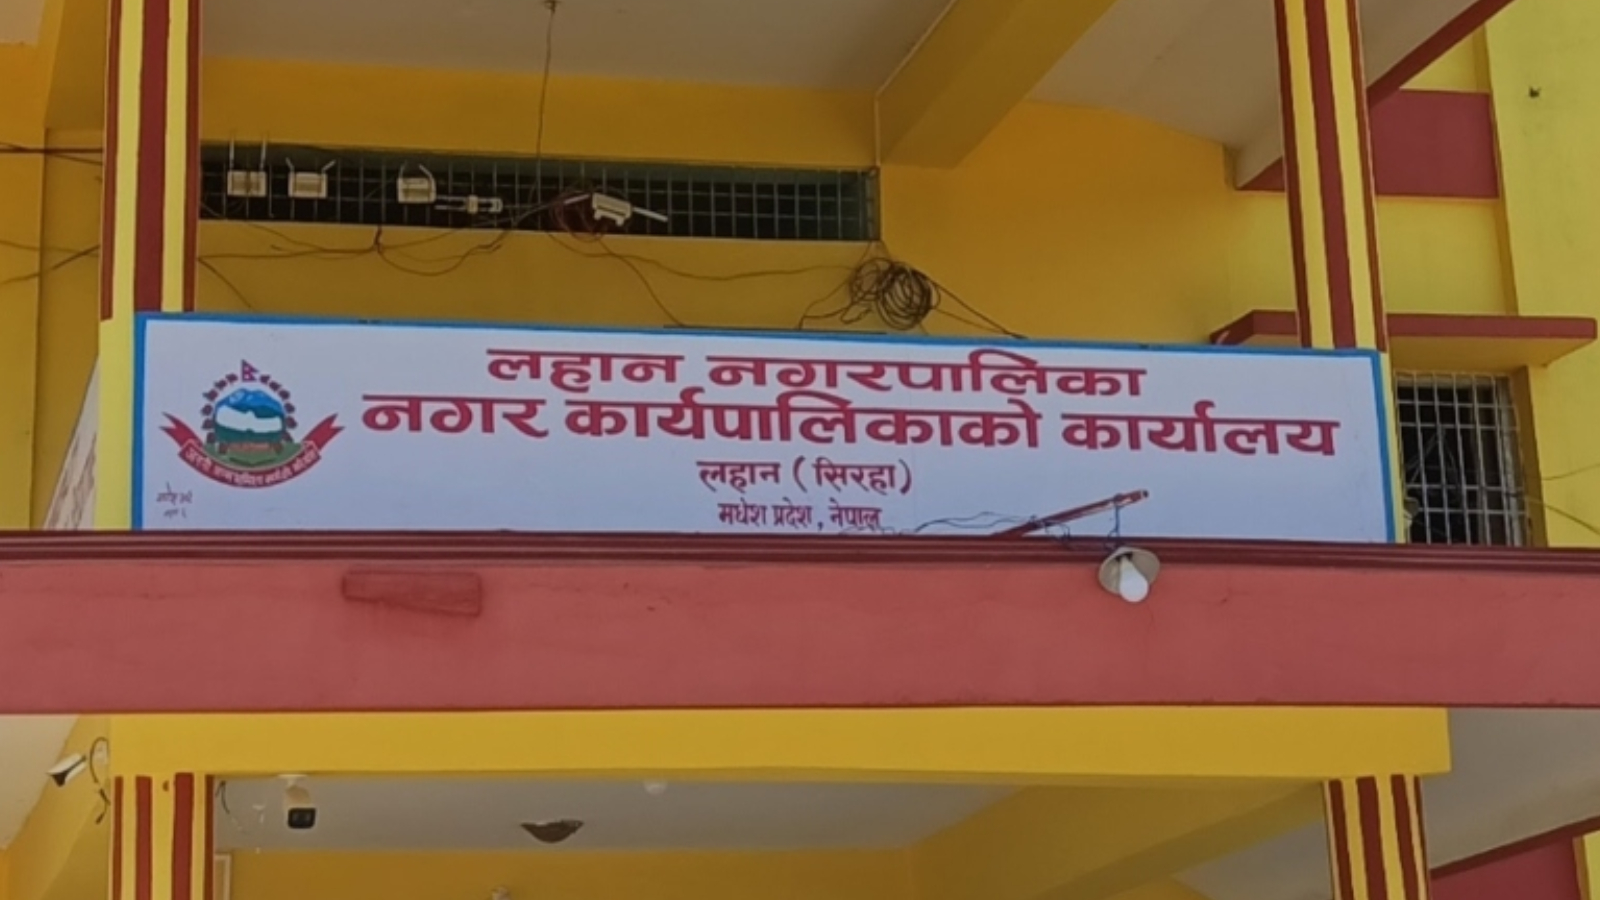 लहान नगरपालिका
नगर कार्यपालिकाको कार्यालय
लहान (सिरहा)
मधेश प्रदेश, नेपाल